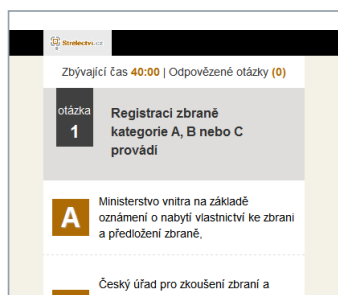 Strelectvi.cz
Zbývající čas 40:00 | Odpovězené otázky (0)
otázka
1
Registraci zbraně
kategorie A, B nebo C
provádí
A
Ministerstvo vnitra na základě
oznámení o nabytí vlastnictví ke zbrani
a předložení zbraně,
Český úřad pro zkoušení zbraní a